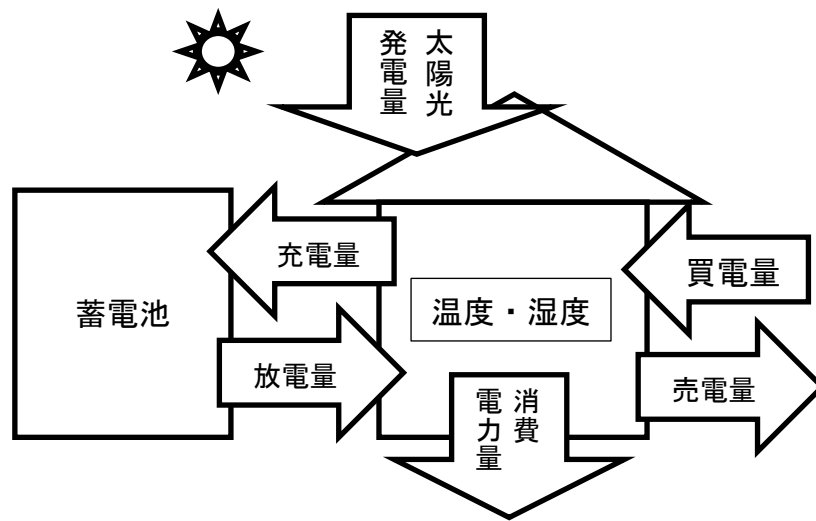 太陽光
発電量
充電量
買電量
蓄電池
温度・湿度
放電量
売電量
消費
電力量